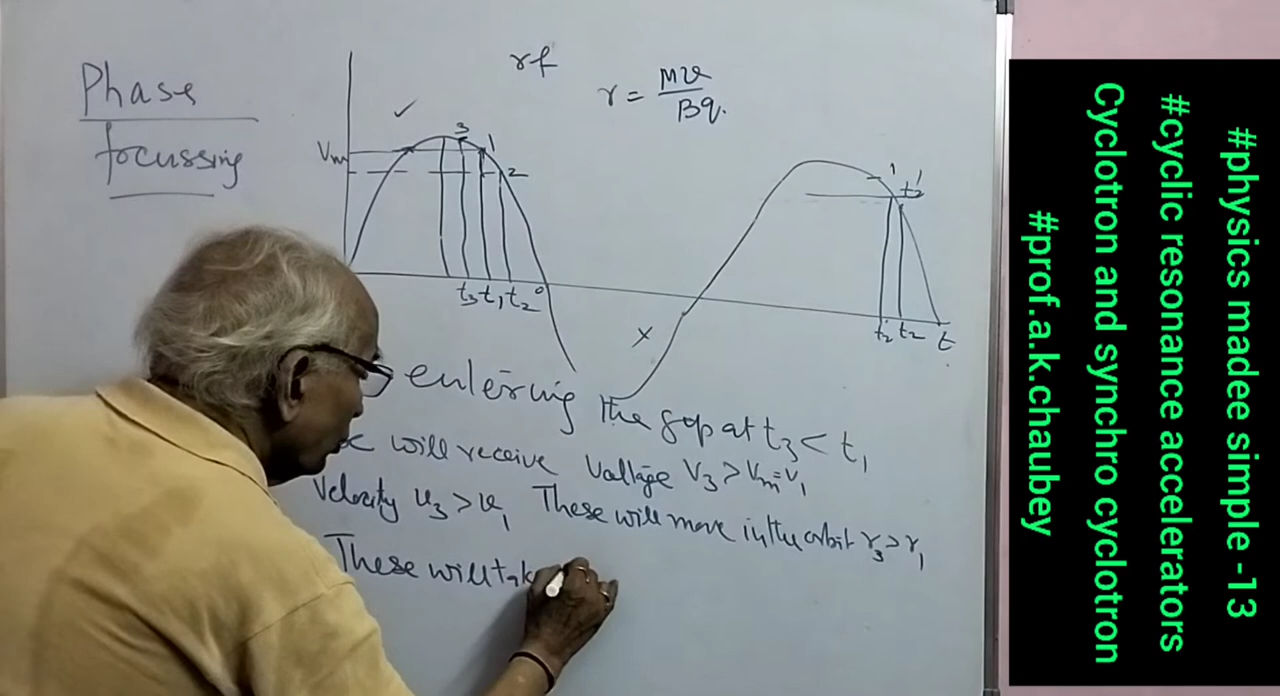 Phase
focussing
rf
r = Mv
Bq.
Vm
3
1
2
t3 t1 t2
1
t2'
t2 t2 t
entering the gap at t3 < t1
will receive Voltage V3 > Vm = V1
Velocity v3 > v1 These will move in the orbit r3 > r1
These will tak
#physics madee simple -13
#cyclic resonance accelerators
Cyclotron and synchro cyclotron
#prof.a.k.chaubey